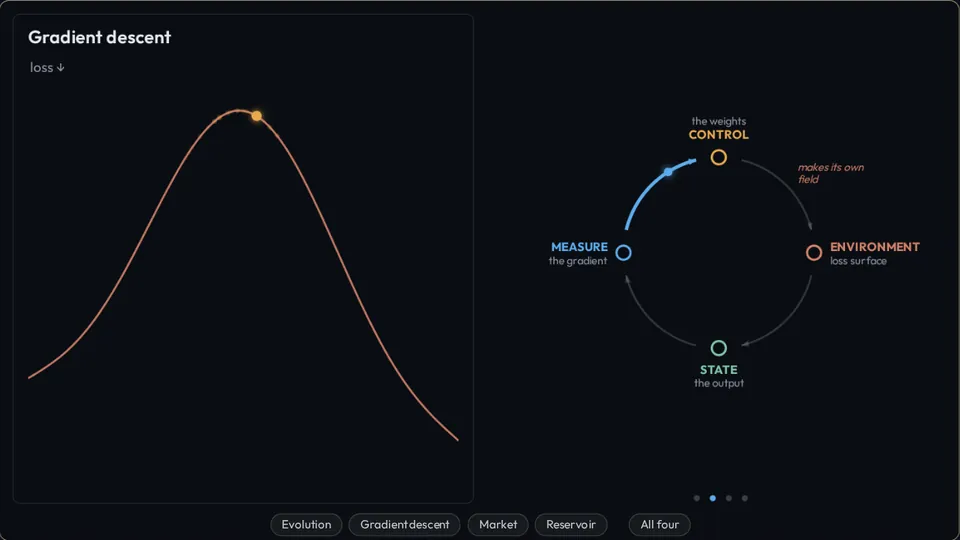 Gradient descent
loss ↓
the weights
CONTROL
makes its own
field
MEASURE
the gradient
ENVIRONMENT
loss surface
STATE
the output
Evolution
Gradient descent
Market
Reservoir
All four